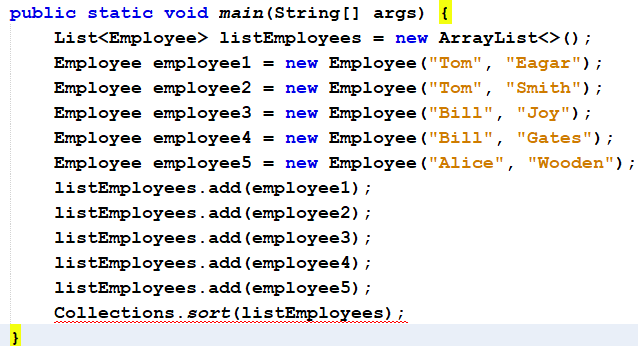 public static void main(String[] args) {
List<Employee> listEmployees = new ArrayList<>();
Employee employee1 = new Employee("Tom", "Eagar");
Employee employee2 = new Employee("Tom", "Smith");
Employee employee3 = new Employee("Bill", "Joy");
Employee employee4 = new Employee("Bill", "Gates");
Employee employee5 = new Employee("Alice", "Wooden");
listEmployees.add(employee1);
listEmployees.add(employee2);
listEmployees.add(employee3);
listEmployees.add(employee4);
listEmployees.add(employee5);
Collections.sort(listEmployees);
}